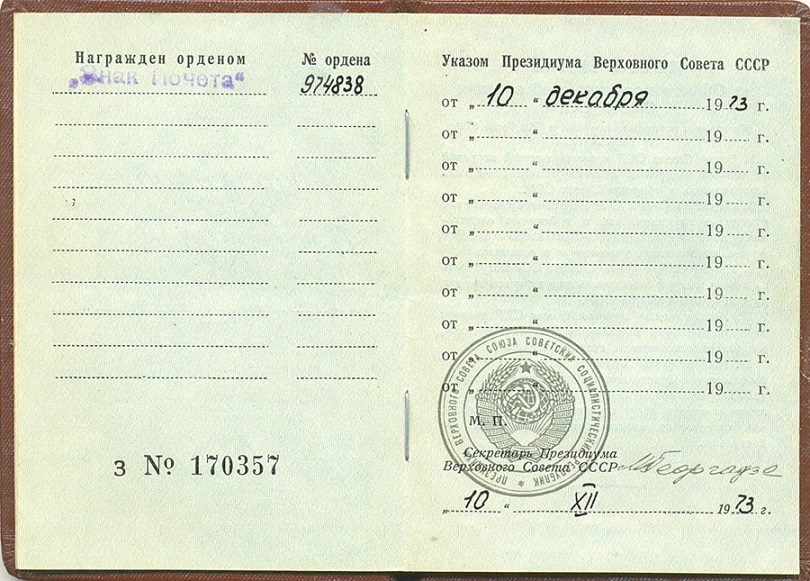 Награжден орденом
№ ордена
„Знак Почета“
974838
з № 170357
Указом Президиума Верховного Совета СССР
от „ 10 “ декабря 1973 г.
от „ “ 19 г.
от „ “ 19 г.
от „ “ 19 г.
от „ “ 19 г.
от „ “ 19 г.
от „ “ 19 г.
от „ “ 19 г.
от „ “ 19 г.
от „ “ 19 г.
ПРЕЗИДИУМ ВЕРХОВНОГО СОВЕТА СОЮЗА СОВЕТСКИХ СОЦИАЛИСТИЧЕСКИХ РЕСПУБЛИК
М. П.
Секретарь Президиума
Верховного Совета СССР
МГеоргадзе
„ 10 “ XII 1973 г.